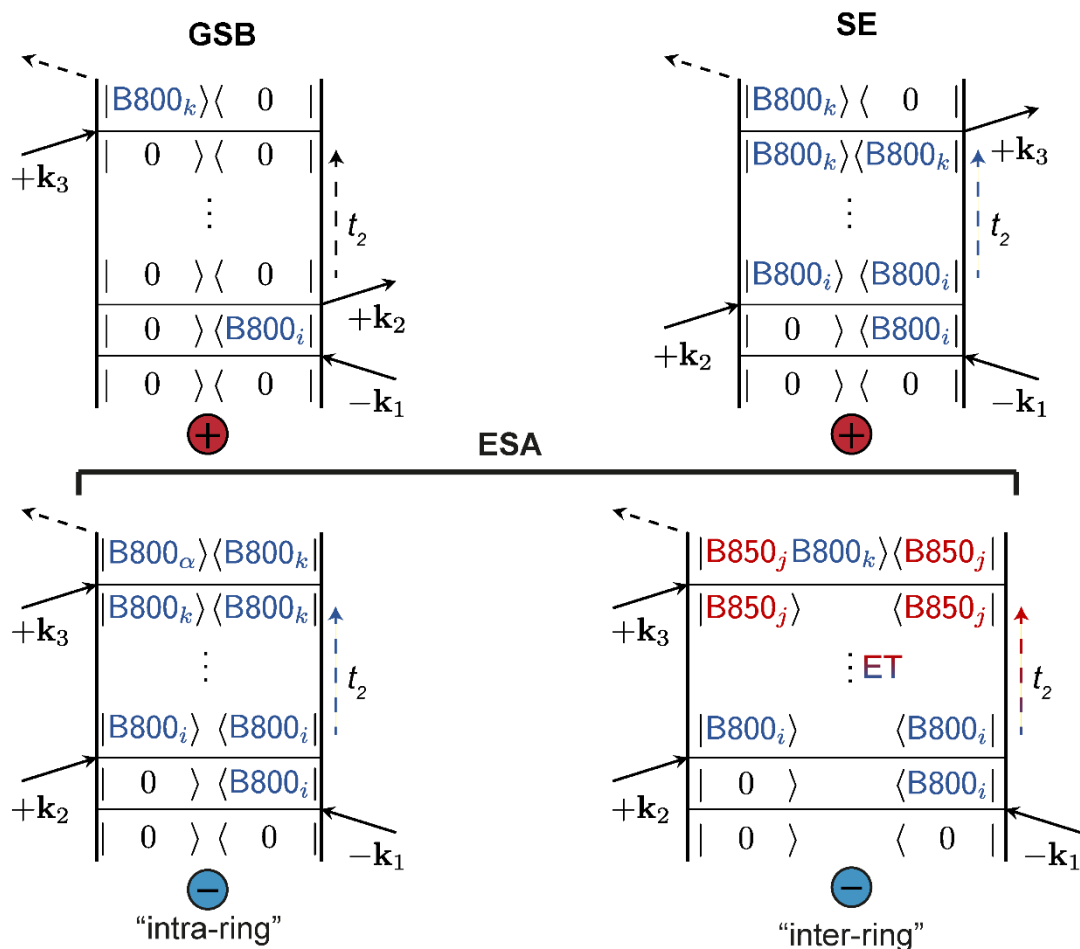 GSB
|B800ₖ⟩⟨ 0 |
+k₃
| 0 ⟩⟨ 0 |
⋮
t₂
| 0 ⟩⟨ 0 |
+k₂
| 0 ⟩⟨B800ᵢ|
| 0 ⟩⟨ 0 |
−k₁
+
SE
|B800ₖ⟩⟨ 0 |
|B800ₖ⟩⟨B800ₖ|
+k₃
⋮
t₂
|B800ᵢ⟩ ⟨B800ᵢ|
+k₂
| 0 ⟩⟨B800ᵢ|
| 0 ⟩⟨ 0 |
−k₁
+
ESA
|B800α⟩⟨B800ₖ|
+k₃
|B800ₖ⟩⟨B800ₖ|
⋮
t₂
|B800ᵢ⟩ ⟨B800ᵢ|
+k₂
| 0 ⟩ ⟨B800ᵢ|
| 0 ⟩⟨ 0 |
−k₁
−
"intra-ring"
|B850ⱼ B800ₖ⟩⟨B850ⱼ|
+k₃
|B850ⱼ⟩ ⟨B850ⱼ|
⋮ ET
t₂
|B800ᵢ⟩ ⟨B800ᵢ|
+k₂
| 0 ⟩ ⟨B800ᵢ|
| 0 ⟩ ⟨ 0 |
−k₁
−
"inter-ring"